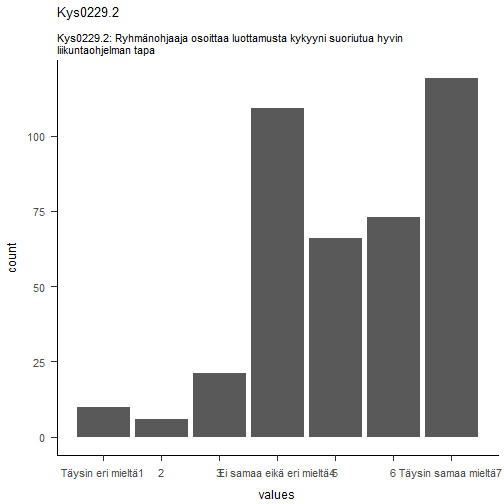 Kys0229.2
Kys0229.2: Ryhmänohjaaja osoittaa luottamusta kykyyni suoriutua hyvin
liikuntaohjelman tapa
count
100
75
50
25
0
Täysin eri mieltä1 2 3 Ei samaa eikä eri mieltä4 5 6 Täysin samaa mieltä7
values